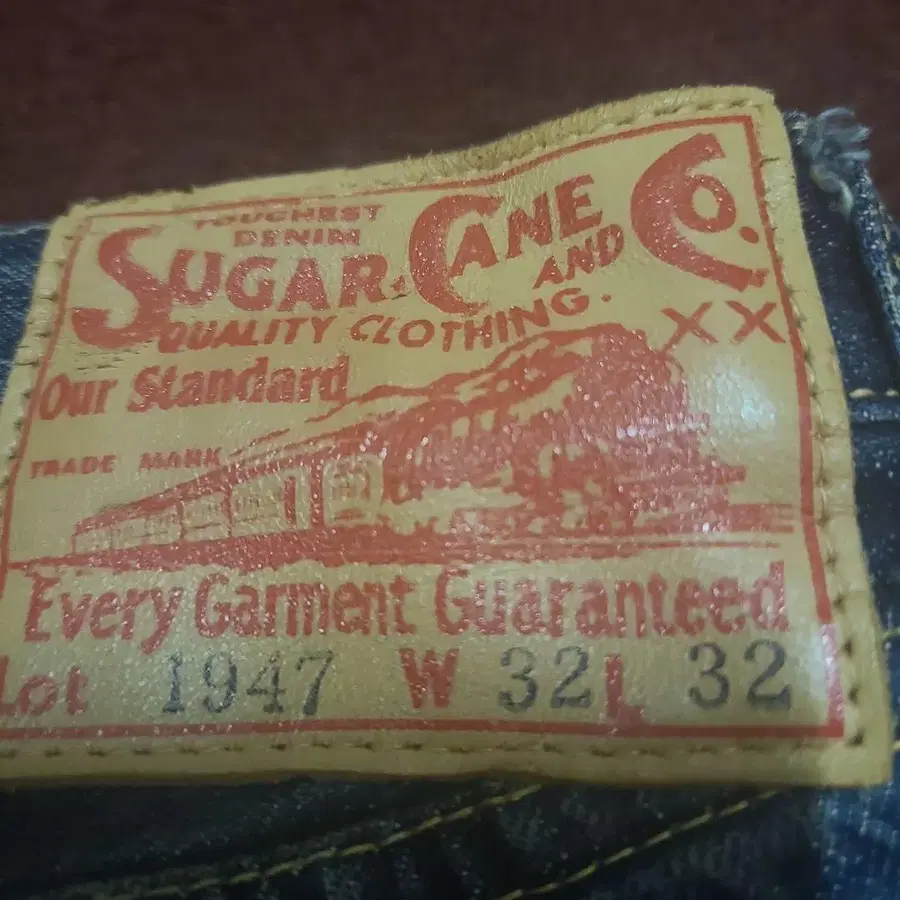 TOUGHEST
DENIM
SUGAR CANE AND CO.
QUALITY CLOTHING.
XX
Our Standard
TRADE MARK
Every Garment Guaranteed
Lot 1947 W 32 L 32